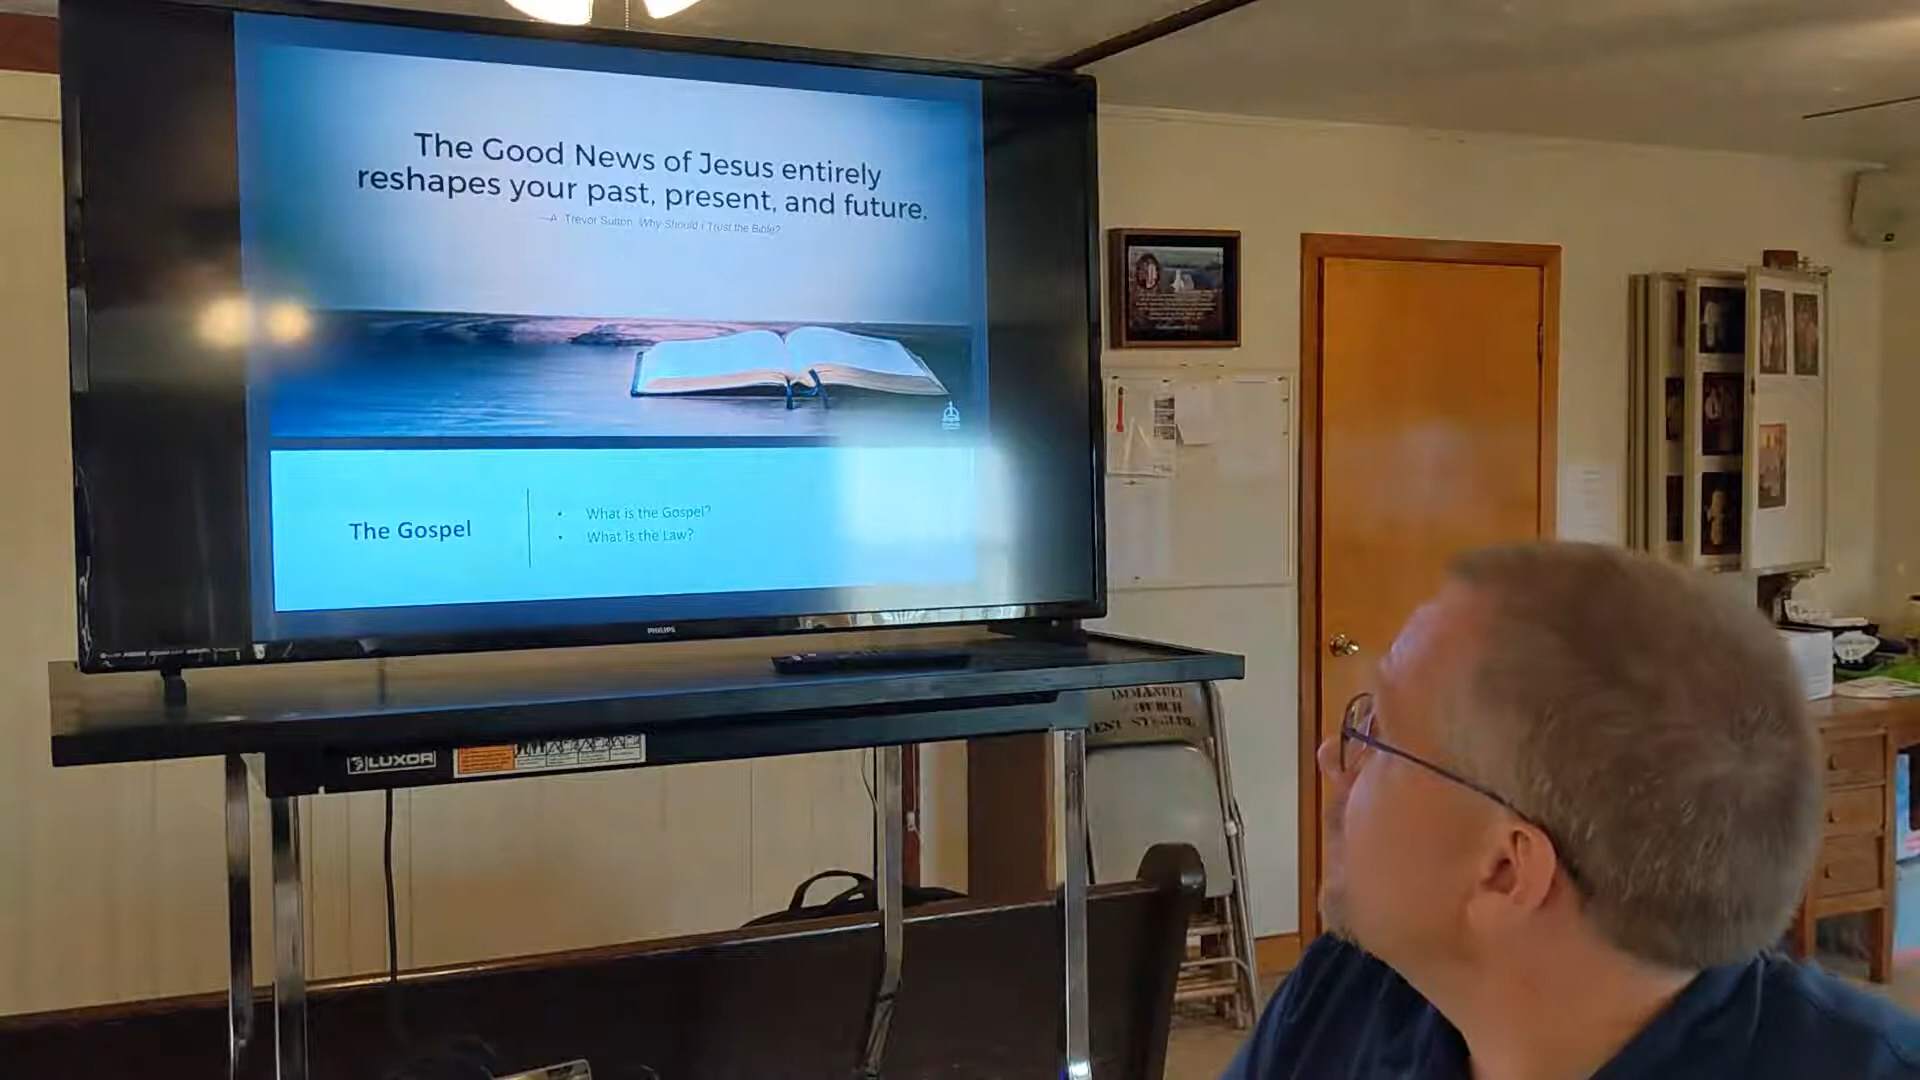 The Good News of Jesus entirely
reshapes your past, present, and future.
—A. Trevor Sutton, Why Should I Trust the Bible?
The Gospel
• What is the Gospel?
• What is the Law?
PHILIPS
LUXOR
IMMANUEL